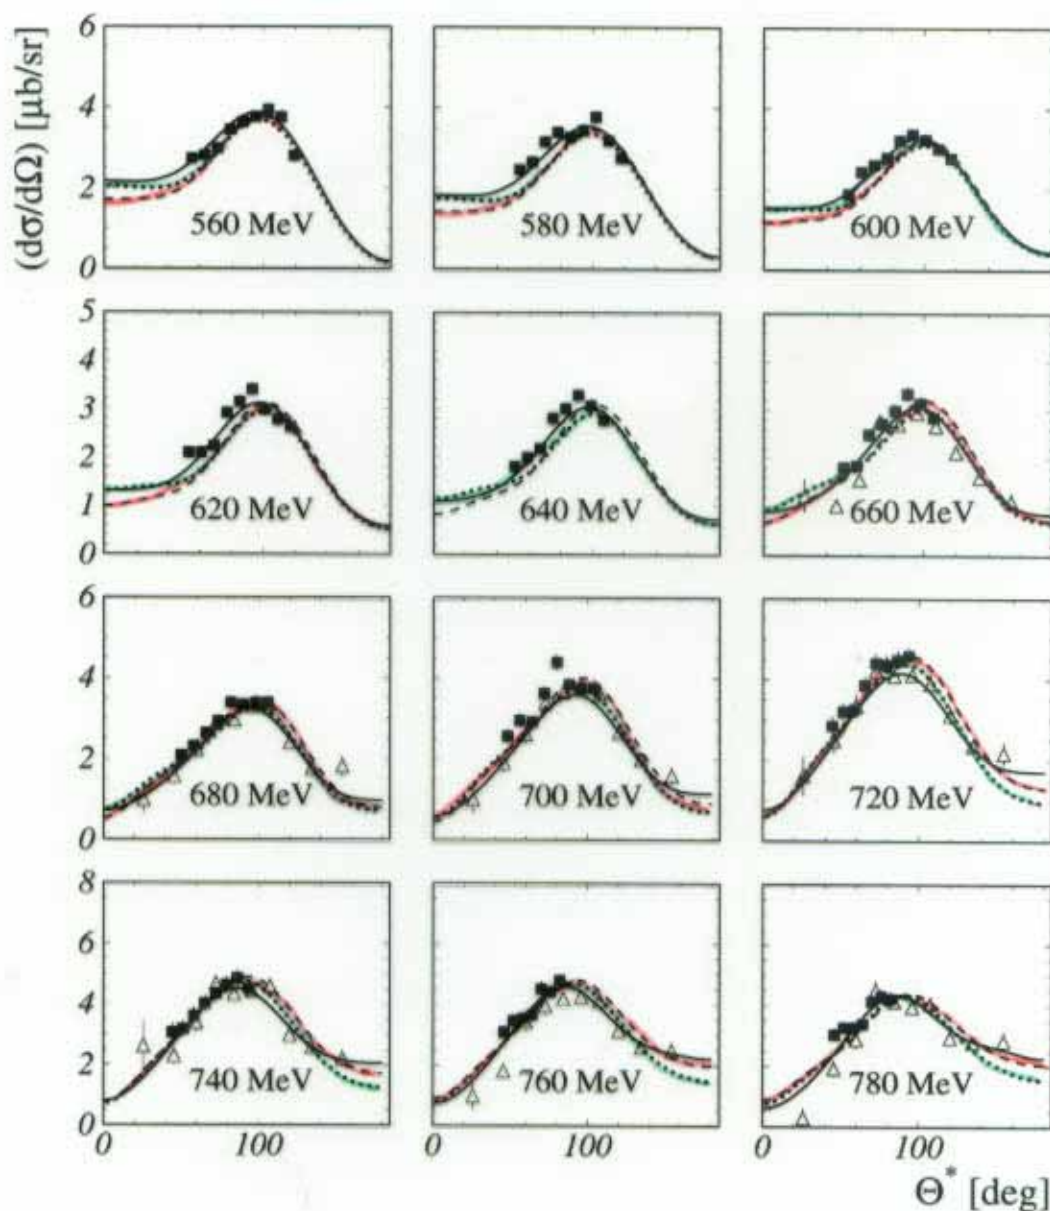 (dσ/dΩ) [μb/sr]
6
4
2
0
560 MeV
580 MeV
600 MeV
5
4
3
2
1
0
620 MeV
640 MeV
660 MeV
6
4
2
0
680 MeV
700 MeV
720 MeV
8
6
4
2
0
740 MeV
760 MeV
780 MeV
0 100 0 100 0 100
Θ* [deg]